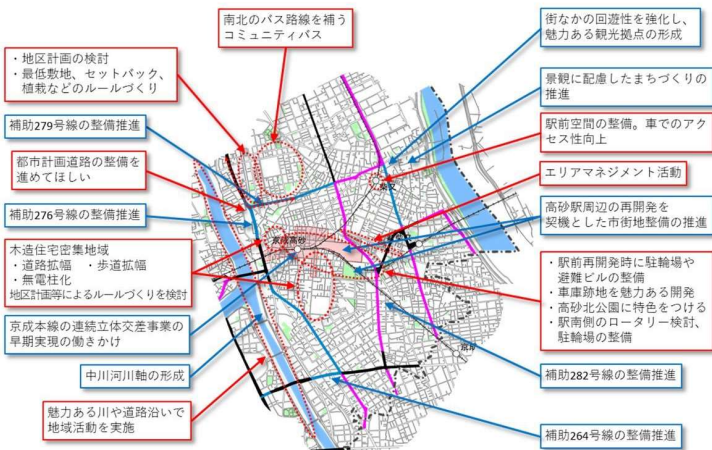 南北のバス路線を補う
コミュニティバス
街なかの回遊性を強化し、
魅力ある観光拠点の形成
・地区計画の検討
・最低敷地、セットバック、
植栽などのルールづくり
景観に配慮したまちづくりの
推進
補助279号線の整備推進
駅前空間の整備。車でのアク
セス性向上
都市計画道路の整備を
進めてほしい
エリアマネジメント活動
柴又
補助276号線の整備推進
高砂駅周辺の再開発を
契機とした市街地整備の推進
京成高砂
木造住宅密集地域
・道路拡幅　・歩道拡幅
・無電柱化
地区計画等によるルールづくりを検討
・駅前再開発時に駐輪場や
避難ビルの整備
・車庫跡地を魅力ある開発
・高砂北公園に特色をつける
・駅南側のロータリー検討、
駐輪場の整備
京成本線の連続立体交差事業の
早期実現の働きかけ
中川河川軸の形成
補助282号線の整備推進
魅力ある川や道路沿いで
地域活動を実施
補助264号線の整備推進